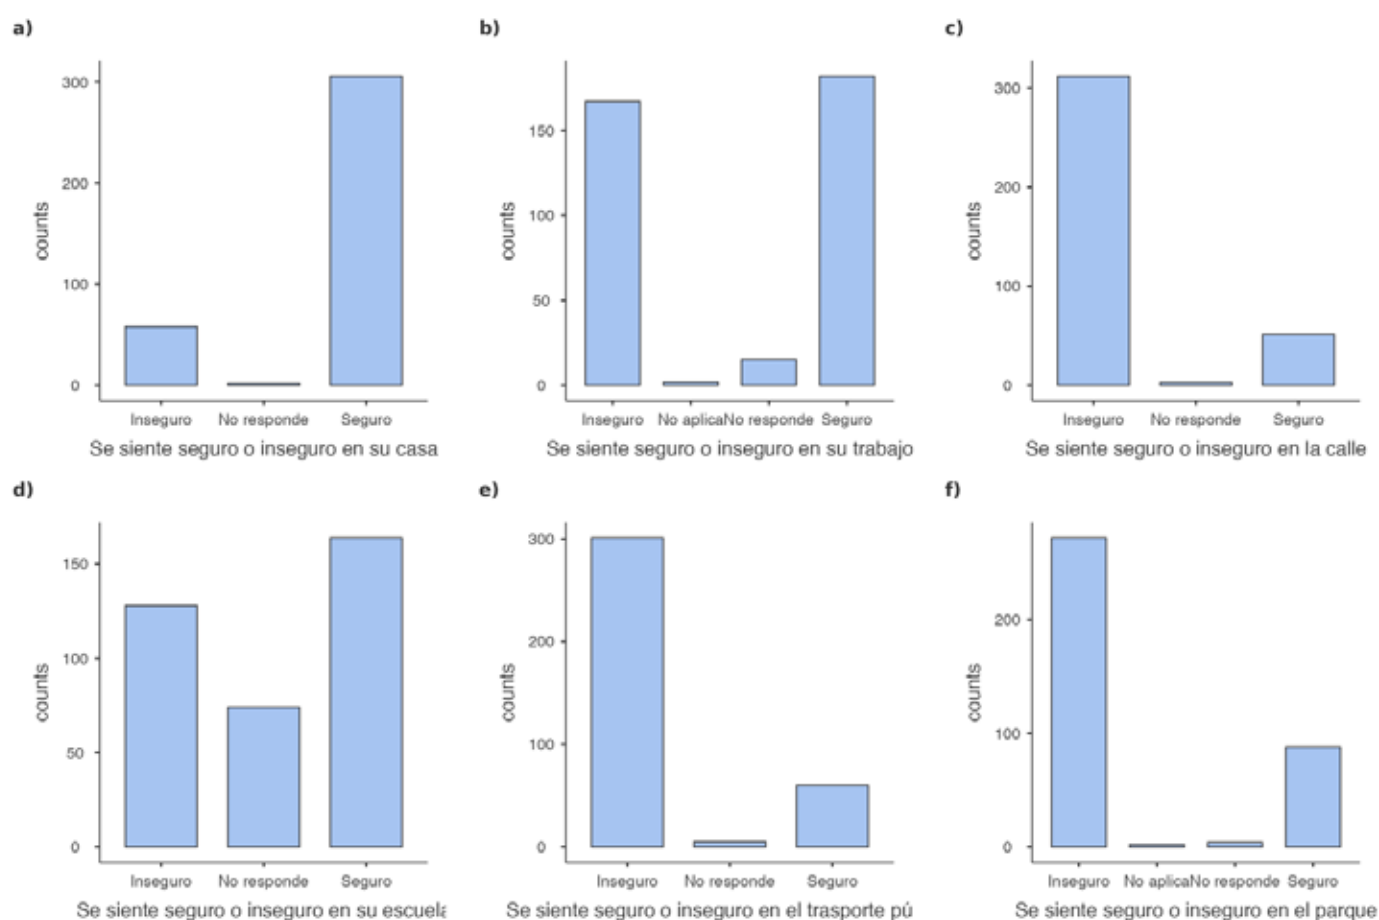 a)
300
200
100
0
counts
Inseguro No responde Seguro
Se siente seguro o inseguro en su casa
b)
150
100
50
0
counts
Inseguro No aplica No responde Seguro
Se siente seguro o inseguro en su trabajo
c)
300
200
100
0
counts
Inseguro No responde Seguro
Se siente seguro o inseguro en la calle
d)
150
100
50
0
counts
Inseguro No responde Seguro
Se siente seguro o inseguro en su escuela
e)
300
200
100
0
counts
Inseguro No responde Seguro
Se siente seguro o inseguro en el trasporte pú
f)
200
100
0
counts
Inseguro No aplica No responde Seguro
Se siente seguro o inseguro en el parque